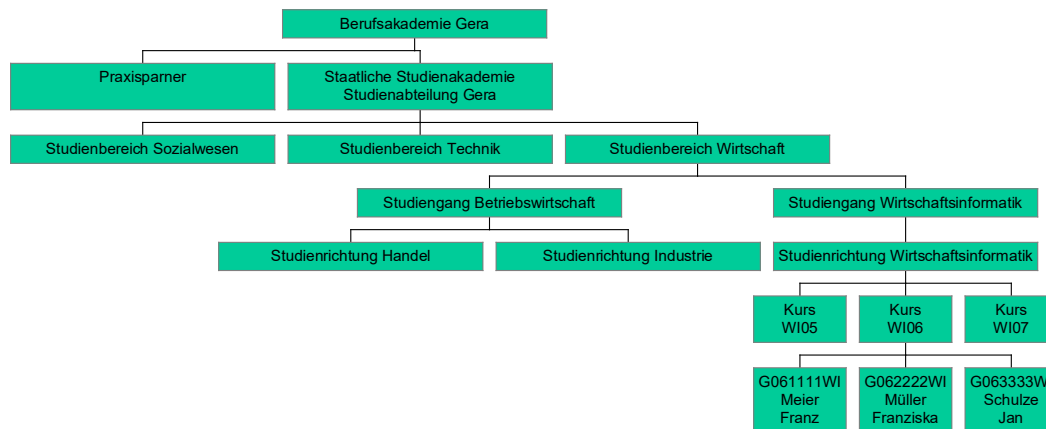 Berufsakademie Gera
Praxisparner
Staatliche Studienakademie
Studienabteilung Gera
Studienbereich Sozialwesen
Studienbereich Technik
Studienbereich Wirtschaft
Studiengang Betriebswirtschaft
Studiengang Wirtschaftsinformatik
Studienrichtung Handel
Studienrichtung Industrie
Studienrichtung Wirtschaftsinformatik
Kurs
WI05
Kurs
WI06
Kurs
WI07
G061111WI
Meier
Franz
G062222WI
Müller
Franziska
G063333W
Schulze
Jan